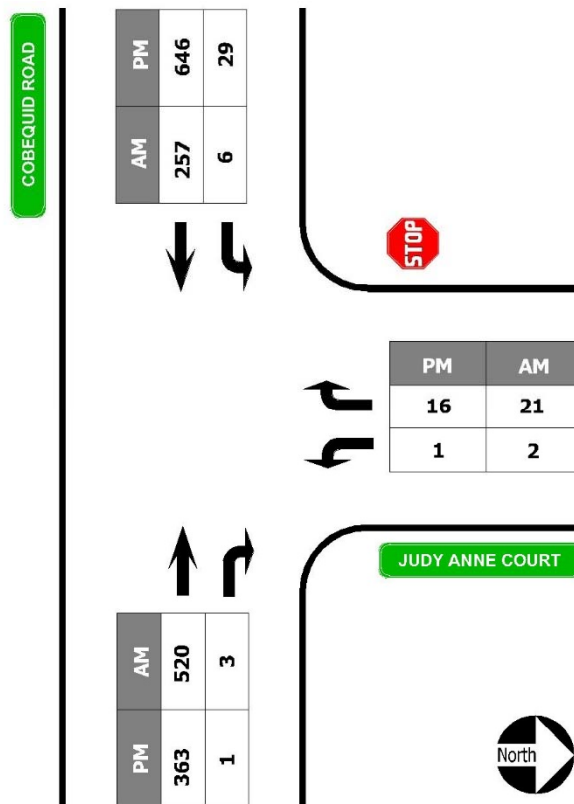 COBEQUID ROAD
PM 646 29
AM 257 6
STOP
PM AM
16 21
1 2
JUDY ANNE COURT
AM 520 3
PM 363 1
North